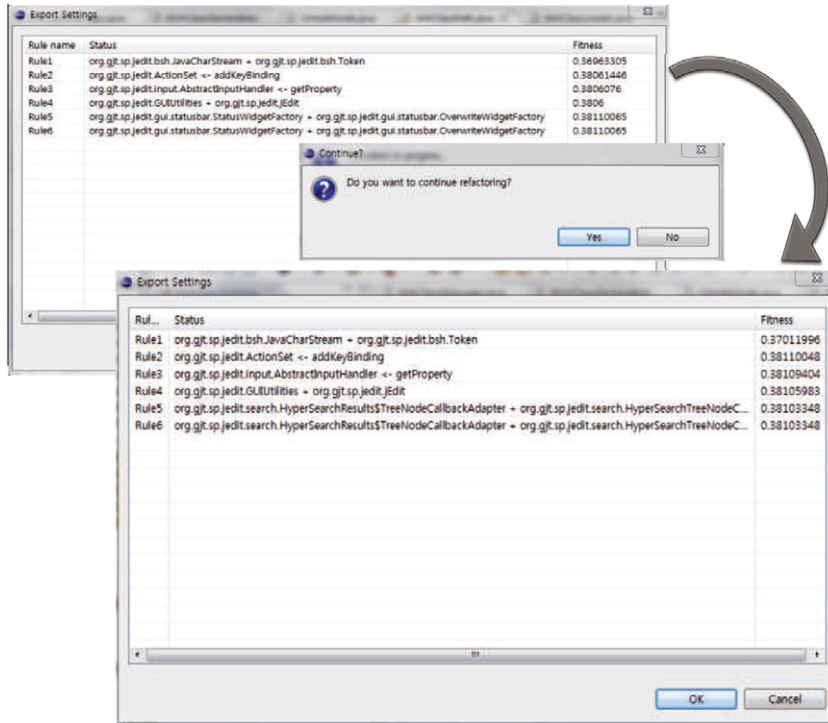 Export Settings
Rule name Status Fitness
Rule1 org.gjt.sp.jedit.bsh.JavaCharStream + org.gjt.sp.jedit.bsh.Token 0.36963305
Rule2 org.gjt.sp.jedit.ActionSet <- addKeyBinding 0.38061446
Rule3 org.gjt.sp.jedit.input.AbstractInputHandler <- getProperty 0.3806076
Rule4 org.gjt.sp.jedit.GUIUtilities + org.gjt.sp.jedit.jEdit 0.3806
Rule5 org.gjt.sp.jedit.gui.statusbar.StatusWidgetFactory + org.gjt.sp.jedit.gui.statusbar.OverwriteWidgetFactory 0.38110065
Rule6 org.gjt.sp.jedit.gui.statusbar.StatusWidgetFactory + org.gjt.sp.jedit.gui.statusbar.OverwriteWidgetFactory 0.38110065
Continue?
Do you want to continue refactoring?
Yes No
Export Settings
Rul... Status Fitness
Rule1 org.gjt.sp.jedit.bsh.JavaCharStream + org.gjt.sp.jedit.bsh.Token 0.37011996
Rule2 org.gjt.sp.jedit.ActionSet <- addKeyBinding 0.38110048
Rule3 org.gjt.sp.jedit.input.AbstractInputHandler <- getProperty 0.38109404
Rule4 org.gjt.sp.jedit.GUIUtilities + org.gjt.sp.jedit.jEdit 0.38105983
Rule5 org.gjt.sp.jedit.search.HyperSearchResults$TreeNodeCallbackAdapter + org.gjt.sp.jedit.search.HyperSearchTreeNodeC... 0.38103348
Rule6 org.gjt.sp.jedit.search.HyperSearchResults$TreeNodeCallbackAdapter + org.gjt.sp.jedit.search.HyperSearchTreeNodeC... 0.38103348
OK Cancel